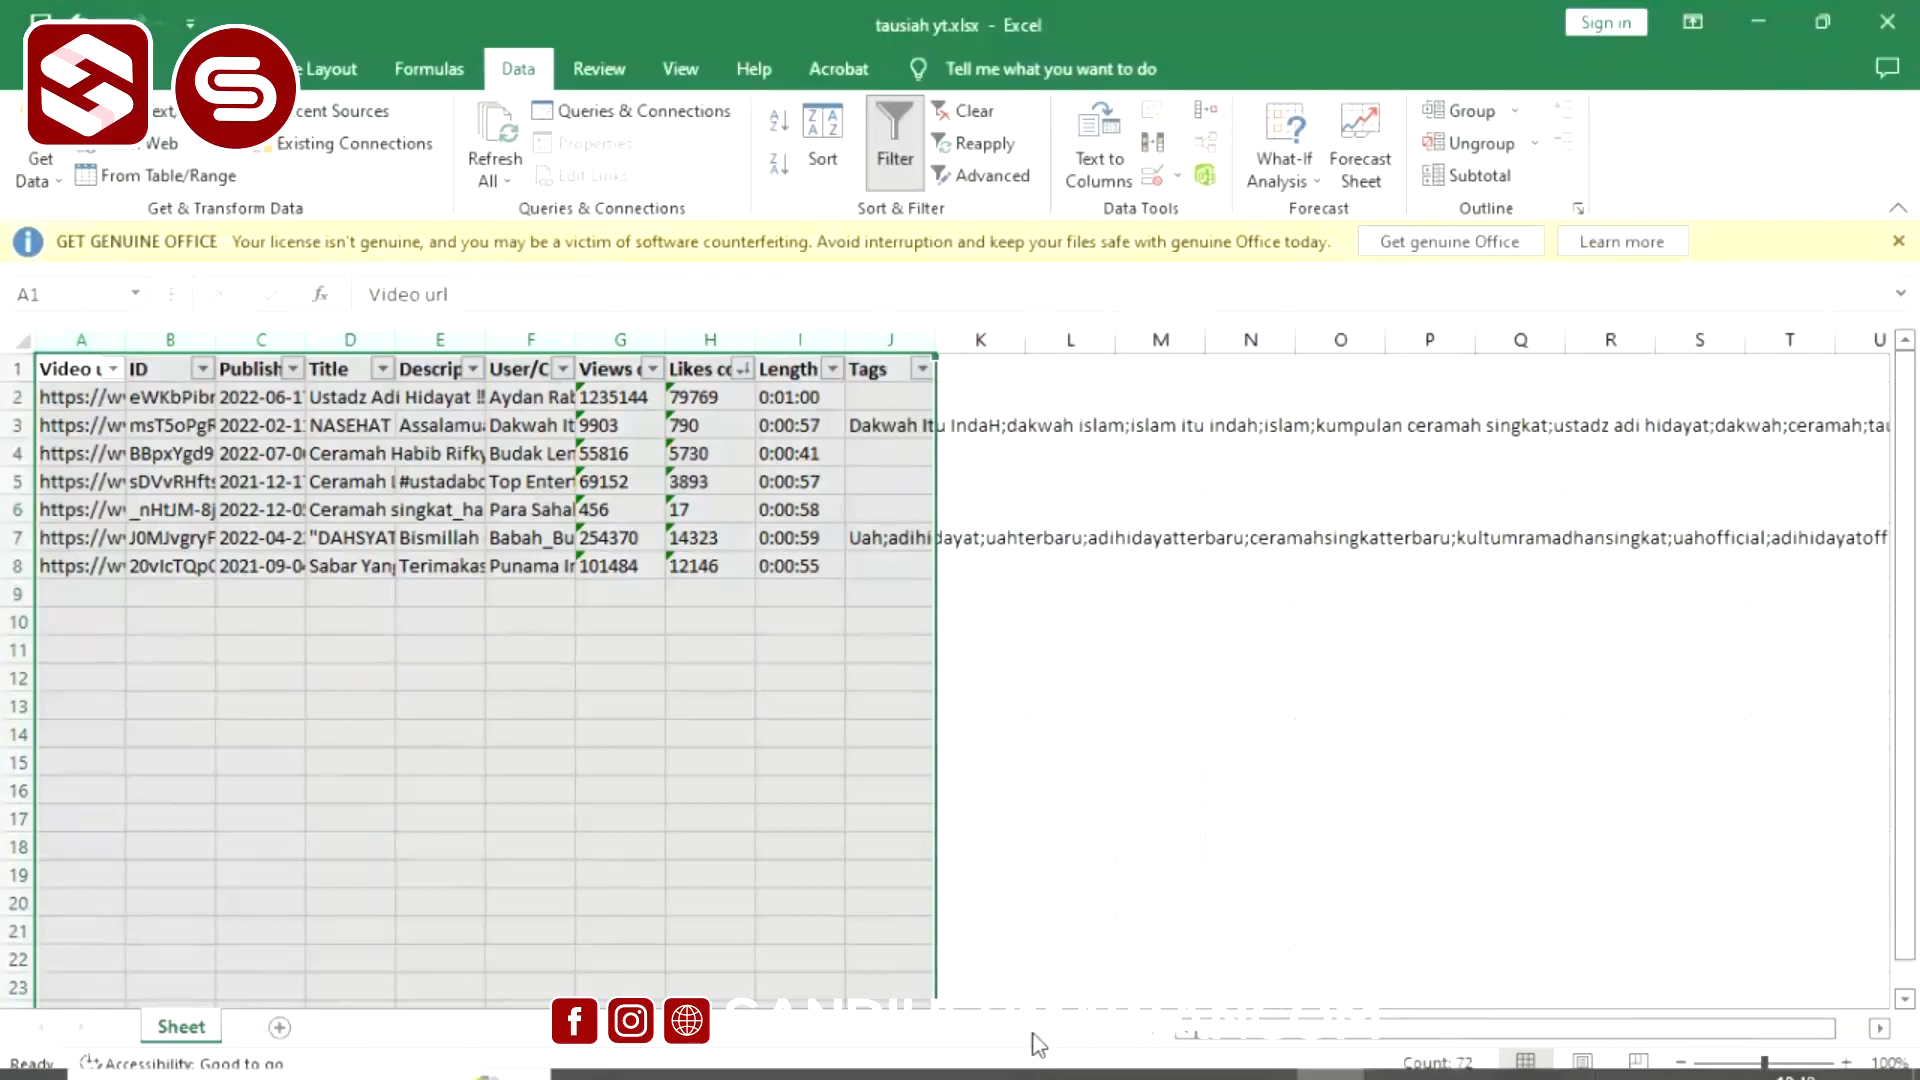 tausiah yt.xlsx - Excel
Sign in
Layout Formulas Data Review View Help Acrobat Tell me what you want to do
Get Data
Web
From Table/Range
Existing Connections
Get & Transform Data
Refresh All
Queries & Connections
Properties
Edit Links
Queries & Connections
Sort
Filter
Clear
Reapply
Advanced
Sort & Filter
Text to Columns
Data Tools
What-If Analysis
Forecast Sheet
Forecast
Group
Ungroup
Subtotal
Outline
GET GENUINE OFFICE Your license isn't genuine, and you may be a victim of software counterfeiting. Avoid interruption and keep your files safe with genuine Office today. Get genuine Office Learn more
A1 fx Video url
A B C D E F G H I J K L M N O P Q R S T U
1 Video ID Publish Title Descrip User/C Views Likes co Length Tags
2 https://w eWKbPibr 2022-06-1 Ustadz Adi Hidayat !! Aydan Rab 1235144 79769 0:01:00
3 https://w msT5oPgR 2022-02-1 NASEHAT Assalamu Dakwah It 9903 790 0:00:57 Dakwah Itu IndaH;dakwah islam;islam itu indah;islam;kumpulan ceramah singkat;ustadz adi hidayat;dakwah;ceramah;tau
4 https://w BBpxYgd9 2022-07-0 Ceramah Habib Rifky Budak Ler 55816 5730 0:00:41
5 https://w sDVvRHfts 2021-12-1 Ceramah #ustadabc Top Enter 69152 3893 0:00:57
6 https://w _nHtJM-8j 2022-12-0 Ceramah singkat_ha Para Saha 456 17 0:00:58
7 https://w J0MJvgryF 2022-04-2 "DAHSYAT Bismillah Babah_Bu 254370 14323 0:00:59 Uah;adihidayat;uahterbaru;adihidayatterbaru;ceramahsingkatterbaru;kultumramadhansingkat;uahofficial;adihidayatoff
8 https://w 20vIcTQp 2021-09-0 Sabar Yan Terimakas Punama Ir 101484 12146 0:00:55
9
10
11
12
13
14
15
16
17
18
19
20
21
22
23
Sheet
Ready Accessibility: Good to go Count: 72 100%